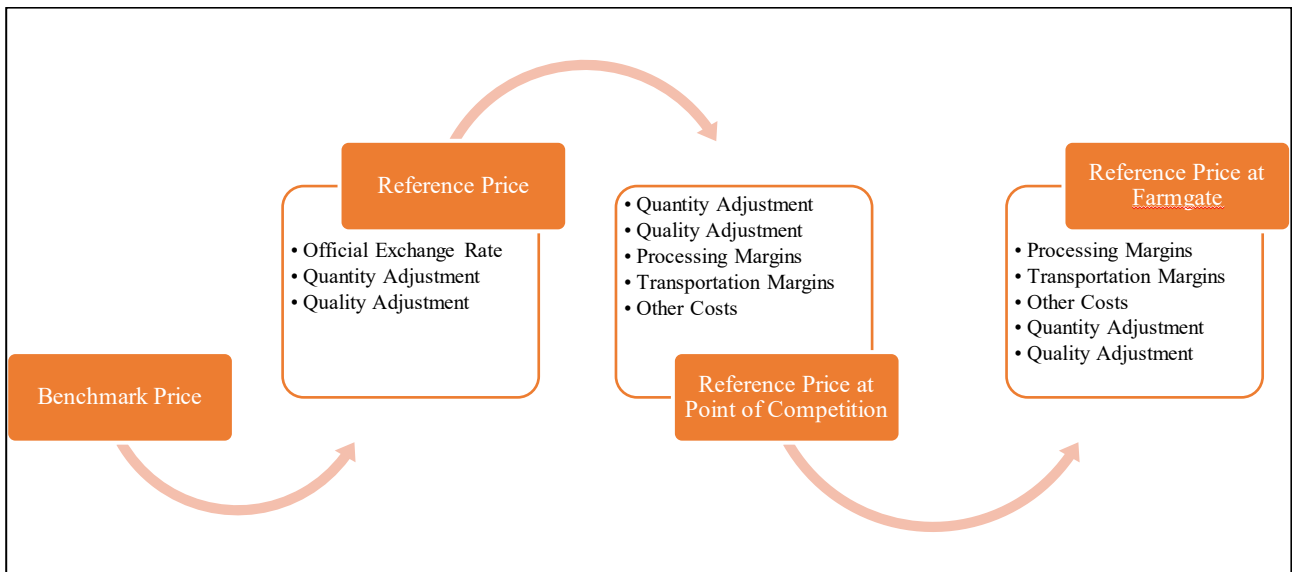 Benchmark Price
Reference Price
• Official Exchange Rate
• Quantity Adjustment
• Quality Adjustment
• Quantity Adjustment
• Quality Adjustment
• Processing Margins
• Transportation Margins
• Other Costs
Reference Price at
Point of Competition
Reference Price at
Farmgate
• Processing Margins
• Transportation Margins
• Other Costs
• Quantity Adjustment
• Quality Adjustment